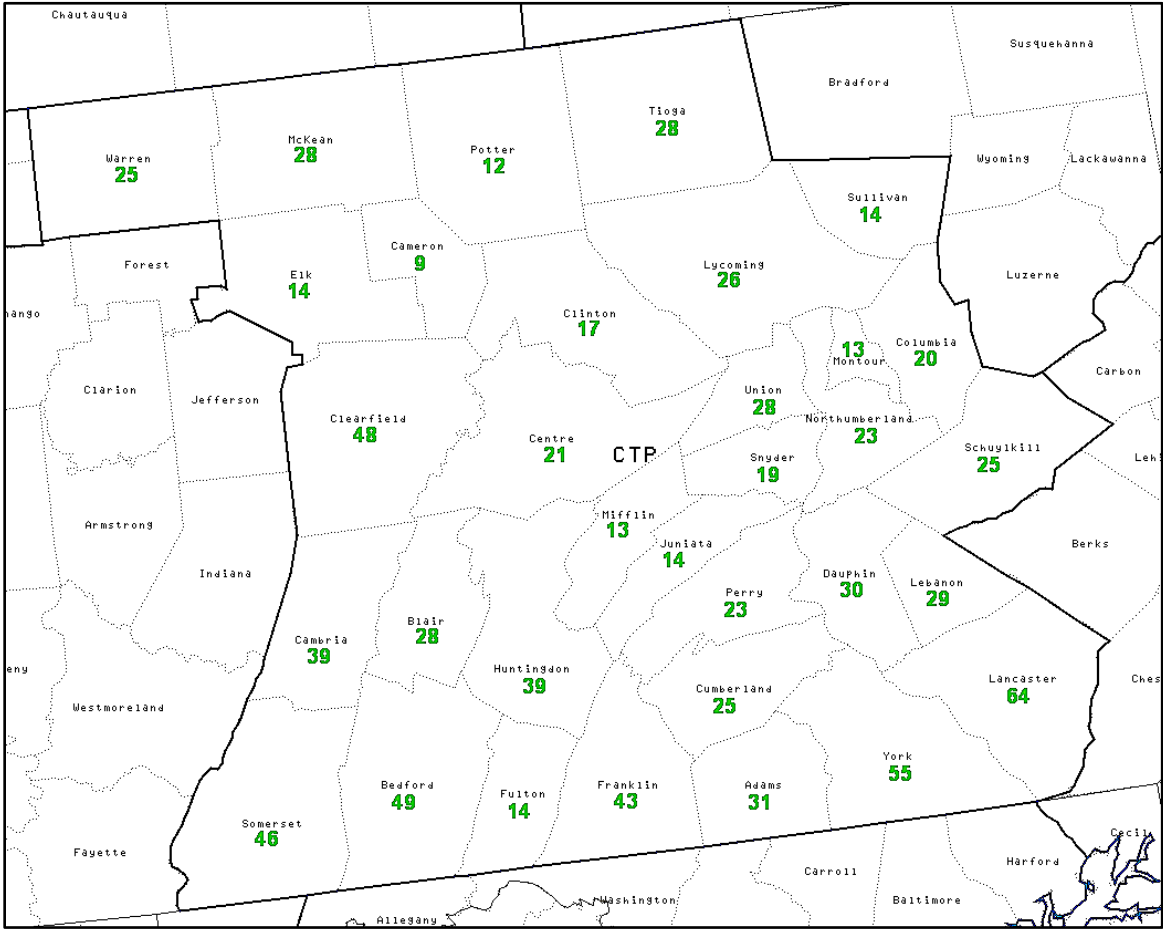 Chautauqua
Susquehanna
Bradford
Tioga
28
McKean
28
Potter
12
Warren
25
Wyoming
Lackawanna
Sullivan
14
Cameron
9
Forest
Elk
14
Lycoming
26
Luzerne
ango
Clinton
17
13
Montour
Columbia
20
Carbon
Clarion
Jefferson
Union
28
Clearfield
48
Northumberland
23
Centre
21
CTP
Snyder
19
Schuylkill
25
Leh
Mifflin
13
Armstrong
Juniata
14
Berks
Indiana
Dauphin
30
Lebanon
29
Perry
23
Blair
28
Cambria
39
eny
Huntingdon
39
Lancaster
64
Ches
Cumberland
25
Westmoreland
York
55
Bedford
49
Fulton
14
Franklin
43
Adams
31
Somerset
46
Cecil
Fayette
Harford
Carroll
Washington
Baltimore
Allegany